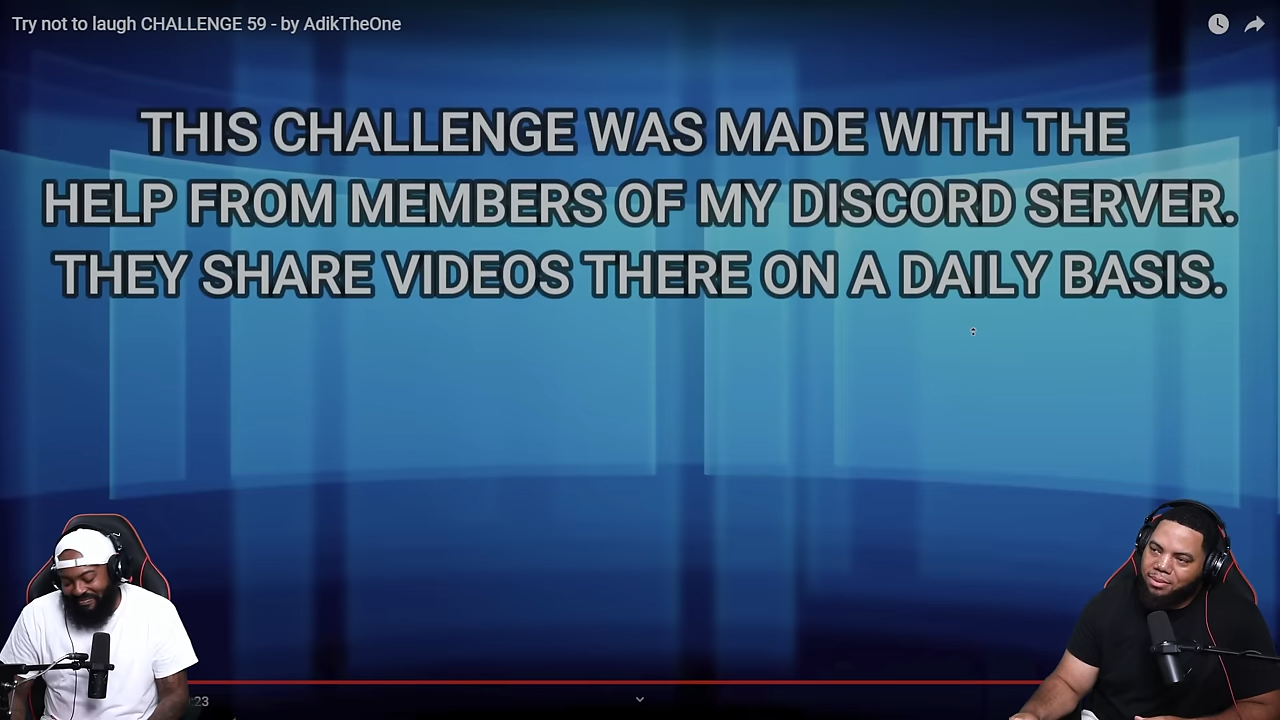 Try not to laugh CHALLENGE 59 - by AdikTheOne
THIS CHALLENGE WAS MADE WITH THE
HELP FROM MEMBERS OF MY DISCORD SERVER.
THEY SHARE VIDEOS THERE ON A DAILY BASIS.
:23